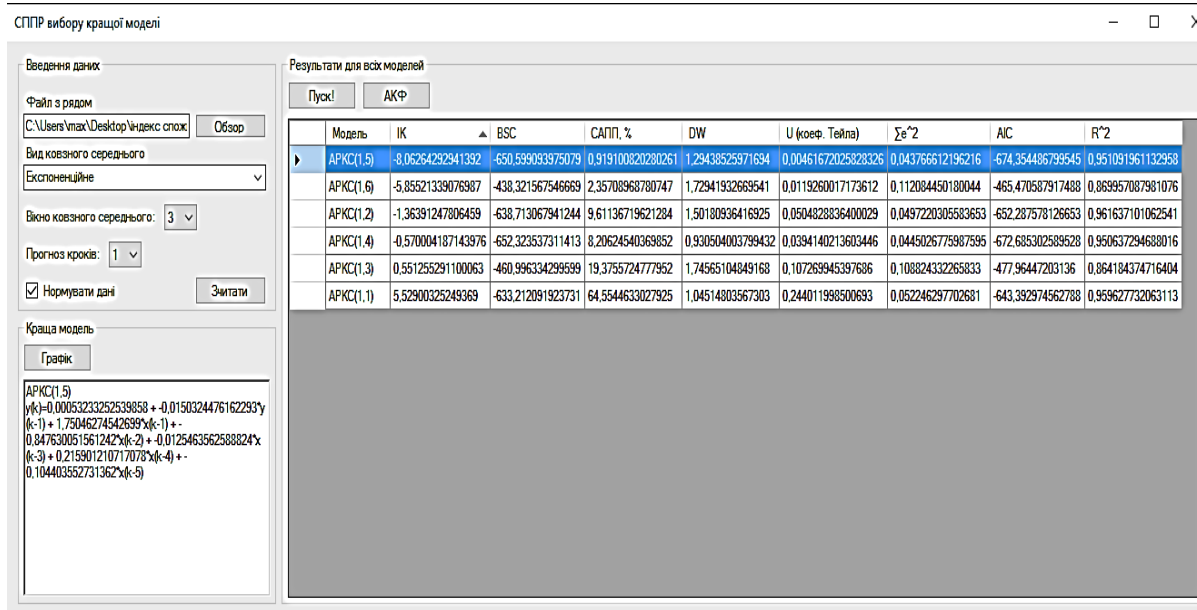 СППР вибору кращої моделі
Введення даних
Файл з рядом
C:\Users\max\Desktop\індекс спож
Обзор
Вид ковзного середнього
Експоненційне
Вікно ковзного середнього: 3
Прогноз кроків: 1
Нормувати дані
Зчитати
Краща модель
Графік
АРКС(1,5)
y(k)=0,00053233252539858 + -0,0150324476162293*y
(k-1) + 1,75046274542699*x(k-1) + -
0,847630051561242*x(k-2) + -0,0125463562588824*x
(k-3) + 0,215901210717078*x(k-4) + -
0,104403552731362*x(k-5)
Результати для всіх моделей
Пуск! АКФ
Модель ІК BSC САПП, % DW U (коеф. Тейла) ∑e^2 AIC R^2
АРКС(1,5) -8,06264292941392 -650,599093975079 0,919100820280261 1,29438525971694 0,00461672025828326 0,043766612196216 -674,354486799545 0,951091961132958
АРКС(1,6) -5,85521339076987 -438,321567546669 2,35708968780747 1,72941932669541 0,0119260017173612 0,112084450180044 -465,470587917488 0,869957087981076
АРКС(1,2) -1,36391247806459 -638,713067941244 9,61136719621284 1,50180936416925 0,0504828836400029 0,0497220305583653 -652,287578126653 0,961637101062541
АРКС(1,4) -0,570004187143976 -652,323537311413 8,20624540369852 0,930504003799432 0,0394140213603446 0,0445026775987595 -672,685302589528 0,950637294688016
АРКС(1,3) 0,551255291100063 -460,996334299599 19,3755724777952 1,74565104849168 0,107269945397686 0,108824332265833 -477,96447203136 0,864184374716404
АРКС(1,1) 5,52900325249369 -633,212091923731 64,5544633027925 1,04514803567303 0,244011998500693 0,052246297702681 -643,392974562788 0,959627732063113